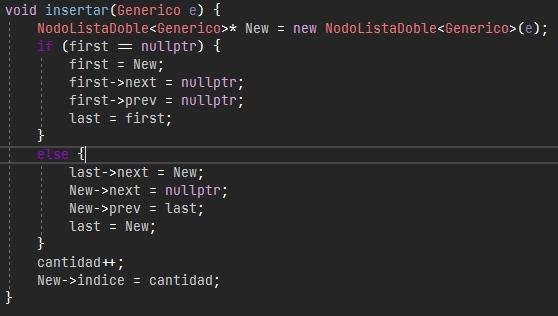 void insertar(Generico e) {
    NodoListaDoble<Generico>* New = new NodoListaDoble<Generico>(e);
    if (first == nullptr) {
        first = New;
        first->next = nullptr;
        first->prev = nullptr;
        last = first;
    }
    else {
        last->next = New;
        New->next = nullptr;
        New->prev = last;
        last = New;
    }
    cantidad++;
    New->indice = cantidad;
}